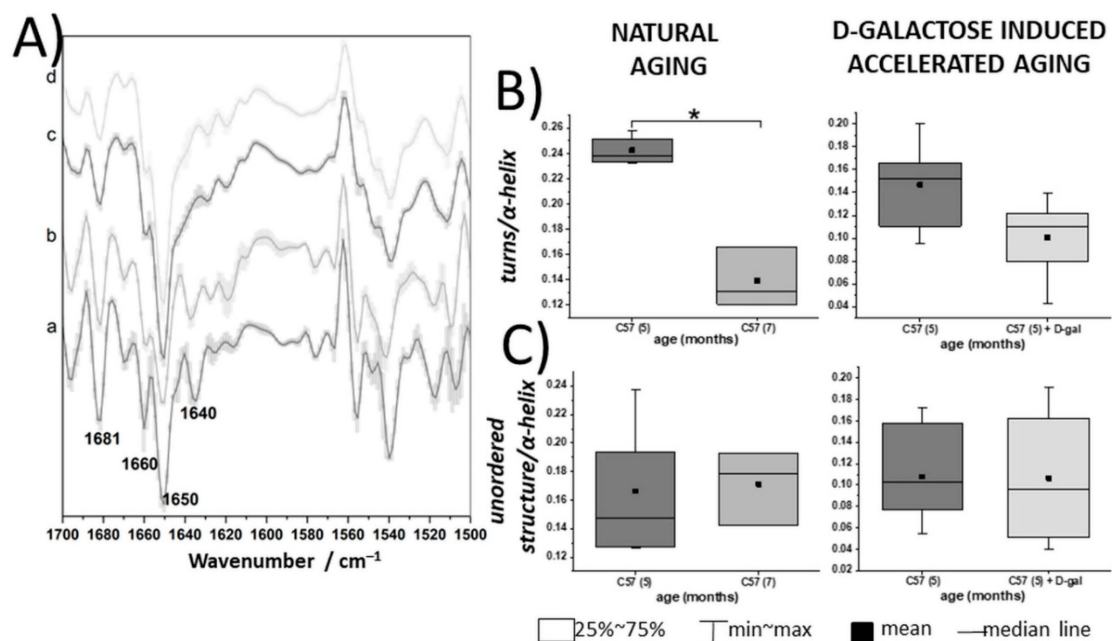 A)
d
c
b
a
1681
1660
1650
1640
1700 1680 1660 1640 1620 1600 1580 1560 1540 1520 1500
Wavenumber / cm⁻¹
NATURAL
AGING
D-GALACTOSE INDUCED
ACCELERATED AGING
B)
turns/α-helix
0.26
0.24
0.22
0.20
0.18
0.16
0.14
0.12
*
C57 (5) C57 (7)
age (months)
0.20
0.18
0.16
0.14
0.12
0.10
0.08
0.06
0.04
C57 (5) C57 (5) + D-gal
age (months)
C)
unordered
structure/α-helix
0.24
0.22
0.20
0.18
0.16
0.14
0.12
C57 (5) C57 (7)
age (months)
0.20
0.18
0.16
0.14
0.12
0.10
0.08
0.06
0.04
0.02
C57 (5) C57 (5) + D-gal
age (months)
25%~75% min~max mean median line